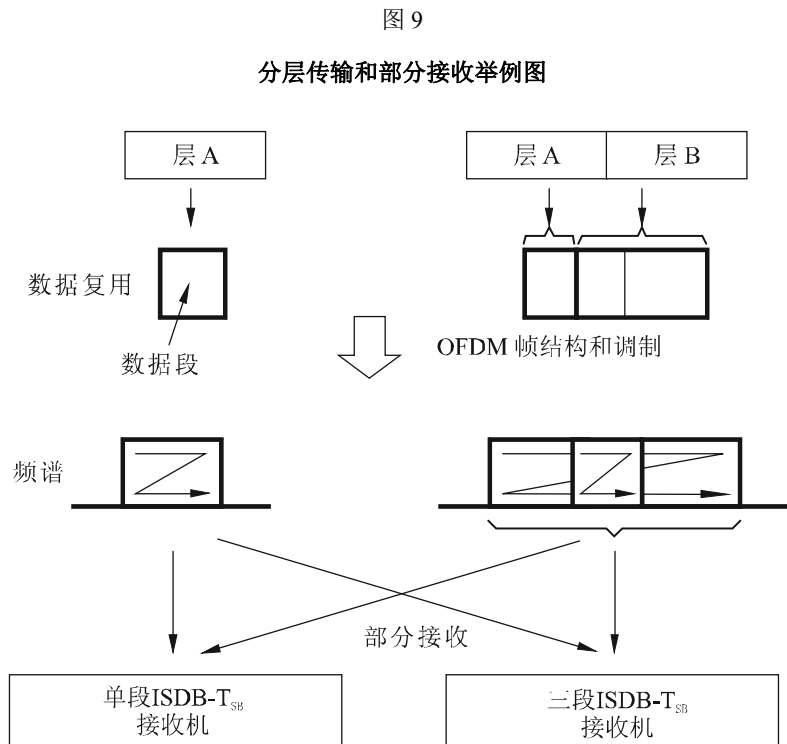 图 9
分层传输和部分接收举例图
层 A
层 A
层 B
数据复用
数据段
OFDM 帧结构和调制
频谱
部分接收
单段ISDB-T_SB
接收机
三段ISDB-T_SB
接收机